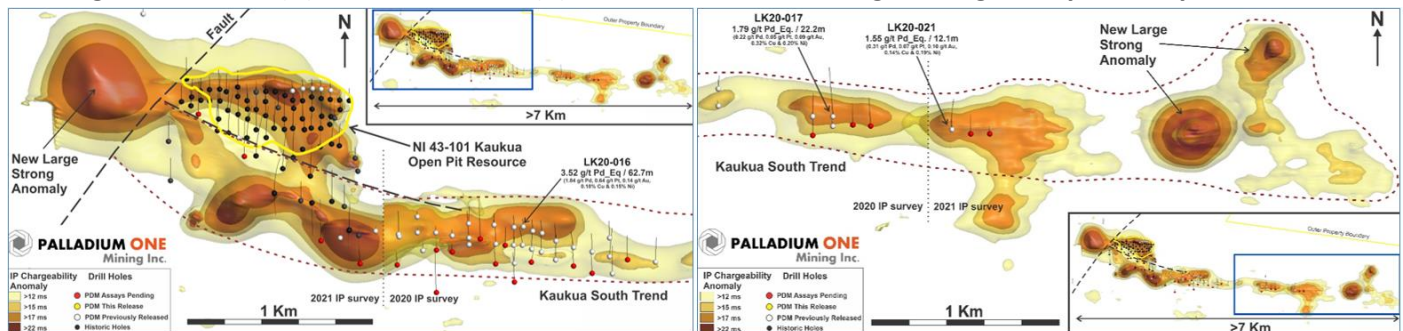 Fault
N
Outer Property Boundary
>7 Km
New Large
Strong
Anomaly
NI 43-101 Kaukua
Open Pit Resource
LK20-016
3.52 g/t Pd_Eq / 62.7m
2021 IP survey
2020 IP survey
Kaukua South Trend
PALLADIUM ONE
Mining Inc.
IP Chargeability
Anomaly
>12 ms
>15 ms
>17 ms
>22 ms
Drill Holes
PDM Assays Pending
PDM This Release
PDM Previously Released
Historic Holes
1 Km
LK20-017
1.79 g/t Pd_Eq. / 22.2m
LK20-021
1.55 g/t Pd_Eq. / 12.1m
New Large
Strong
Anomaly
N
Kaukua South Trend
2020 IP survey
2021 IP survey
Outer Property Boundary
>7 Km
PALLADIUM ONE
Mining Inc.
IP Chargeability
Anomaly
>12 ms
>15 ms
>17 ms
>22 ms
Drill Holes
PDM Assays Pending
PDM This Release
PDM Previously Released
Historic Holes
1 Km